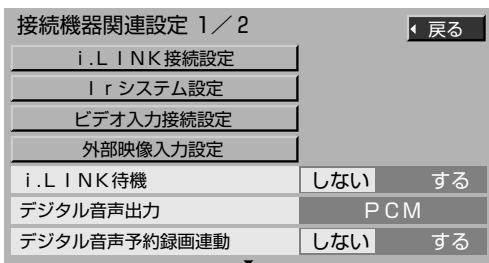 接続機器関連設定 1／2
戻る
i.LINK接続設定
Irシステム設定
ビデオ入力接続設定
外部映像入力設定
i.LINK待機 しない する
デジタル音声出力 PCM
デジタル音声予約録画連動 しない する